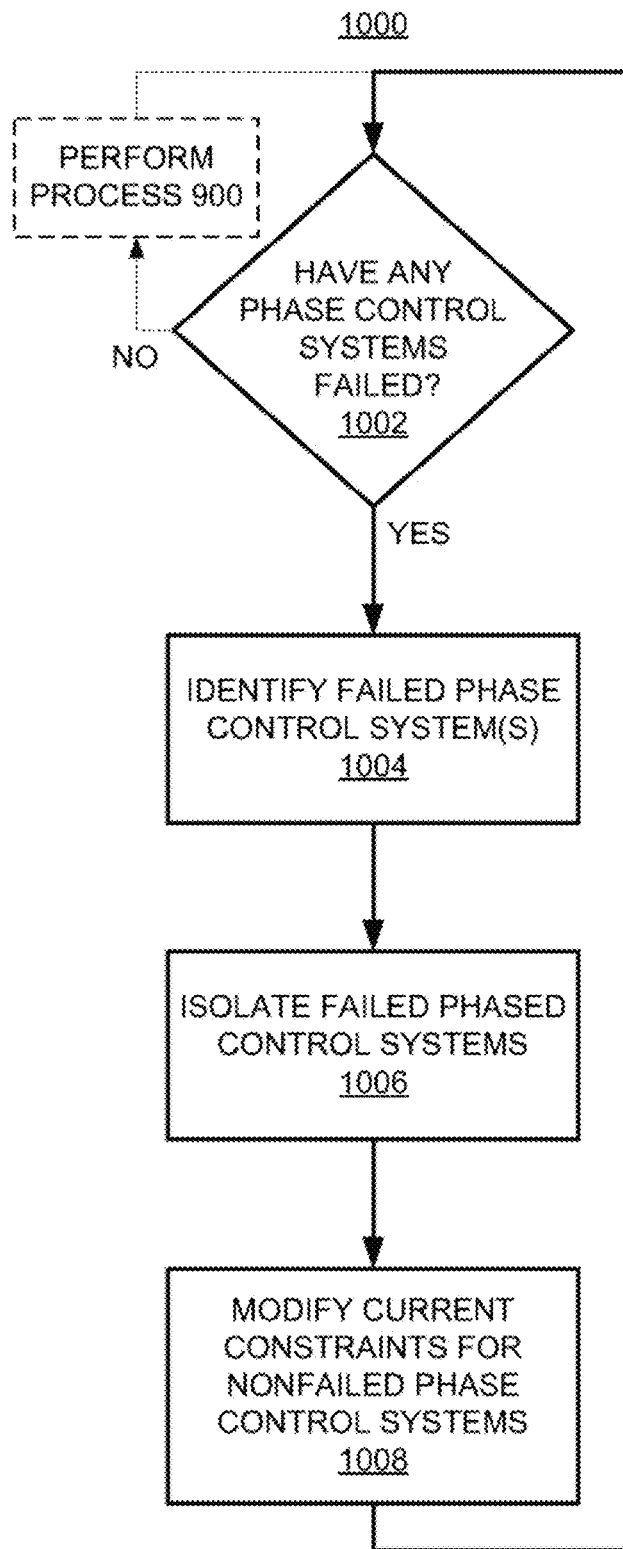 1000
PERFORM
PROCESS 900
HAVE ANY
PHASE CONTROL
SYSTEMS
FAILED?
1002
NO
YES
IDENTIFY FAILED PHASE
CONTROL SYSTEM(S)
1004
ISOLATE FAILED PHASED
CONTROL SYSTEMS
1006
MODIFY CURRENT
CONSTRAINTS FOR
NONFAILED PHASE
CONTROL SYSTEMS
1008